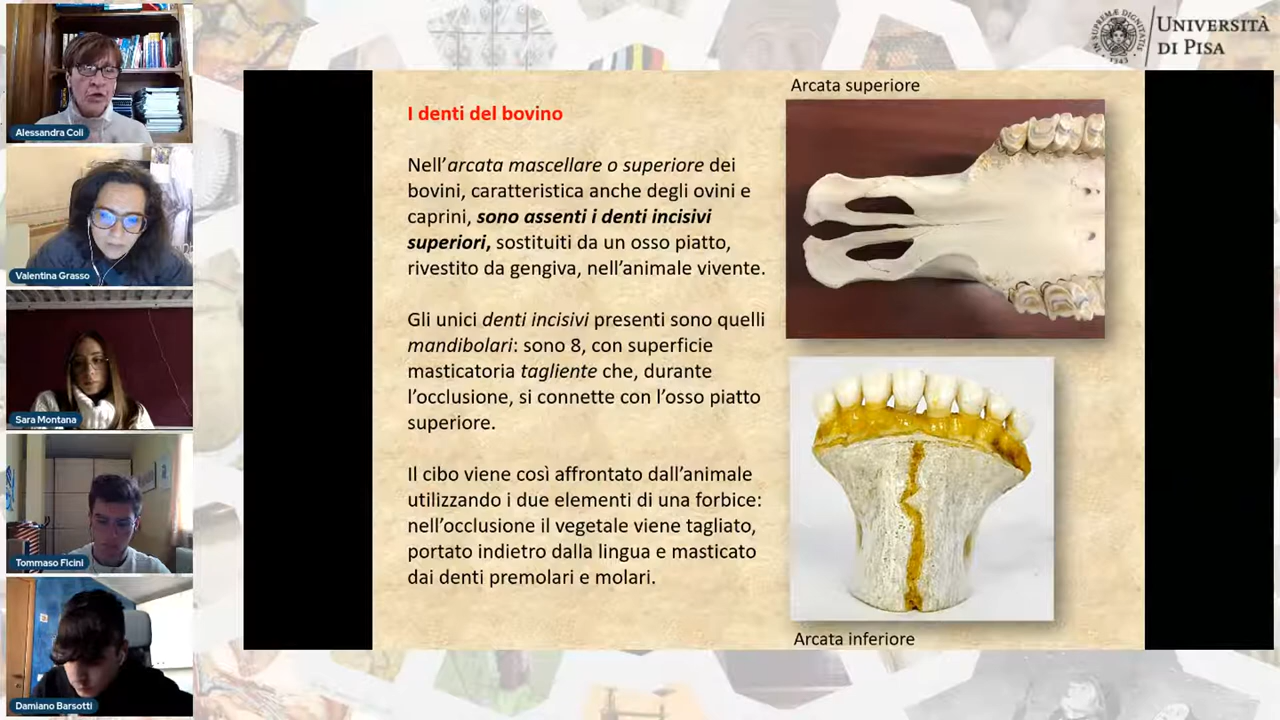 UNIVERSITÀ
DI PISA
IN SUPREMÆ DIGNITATIS
1343
Alessandra Coli
Valentina Grasso
Sara Montana
Tommaso Ficini
Damiano Barsotti
I denti del bovino
Nell’arcata mascellare o superiore dei
bovini, caratteristica anche degli ovini e
caprini, sono assenti i denti incisivi
superiori, sostituiti da un osso piatto,
rivestito da gengiva, nell’animale vivente.
Gli unici denti incisivi presenti sono quelli
mandibolari: sono 8, con superficie
masticatoria tagliente che, durante
l’occlusione, si connette con l’osso piatto
superiore.
Il cibo viene così affrontato dall’animale
utilizzando i due elementi di una forbice:
nell’occlusione il vegetale viene tagliato,
portato indietro dalla lingua e masticato
dai denti premolari e molari.
Arcata superiore
Arcata inferiore